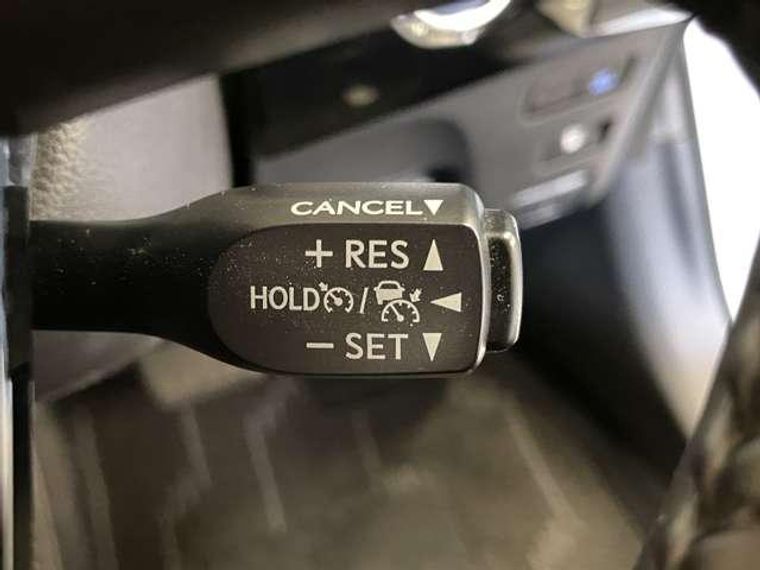 CANCEL▼
+ RES ▲
HOLD / ◄
− SET ▼